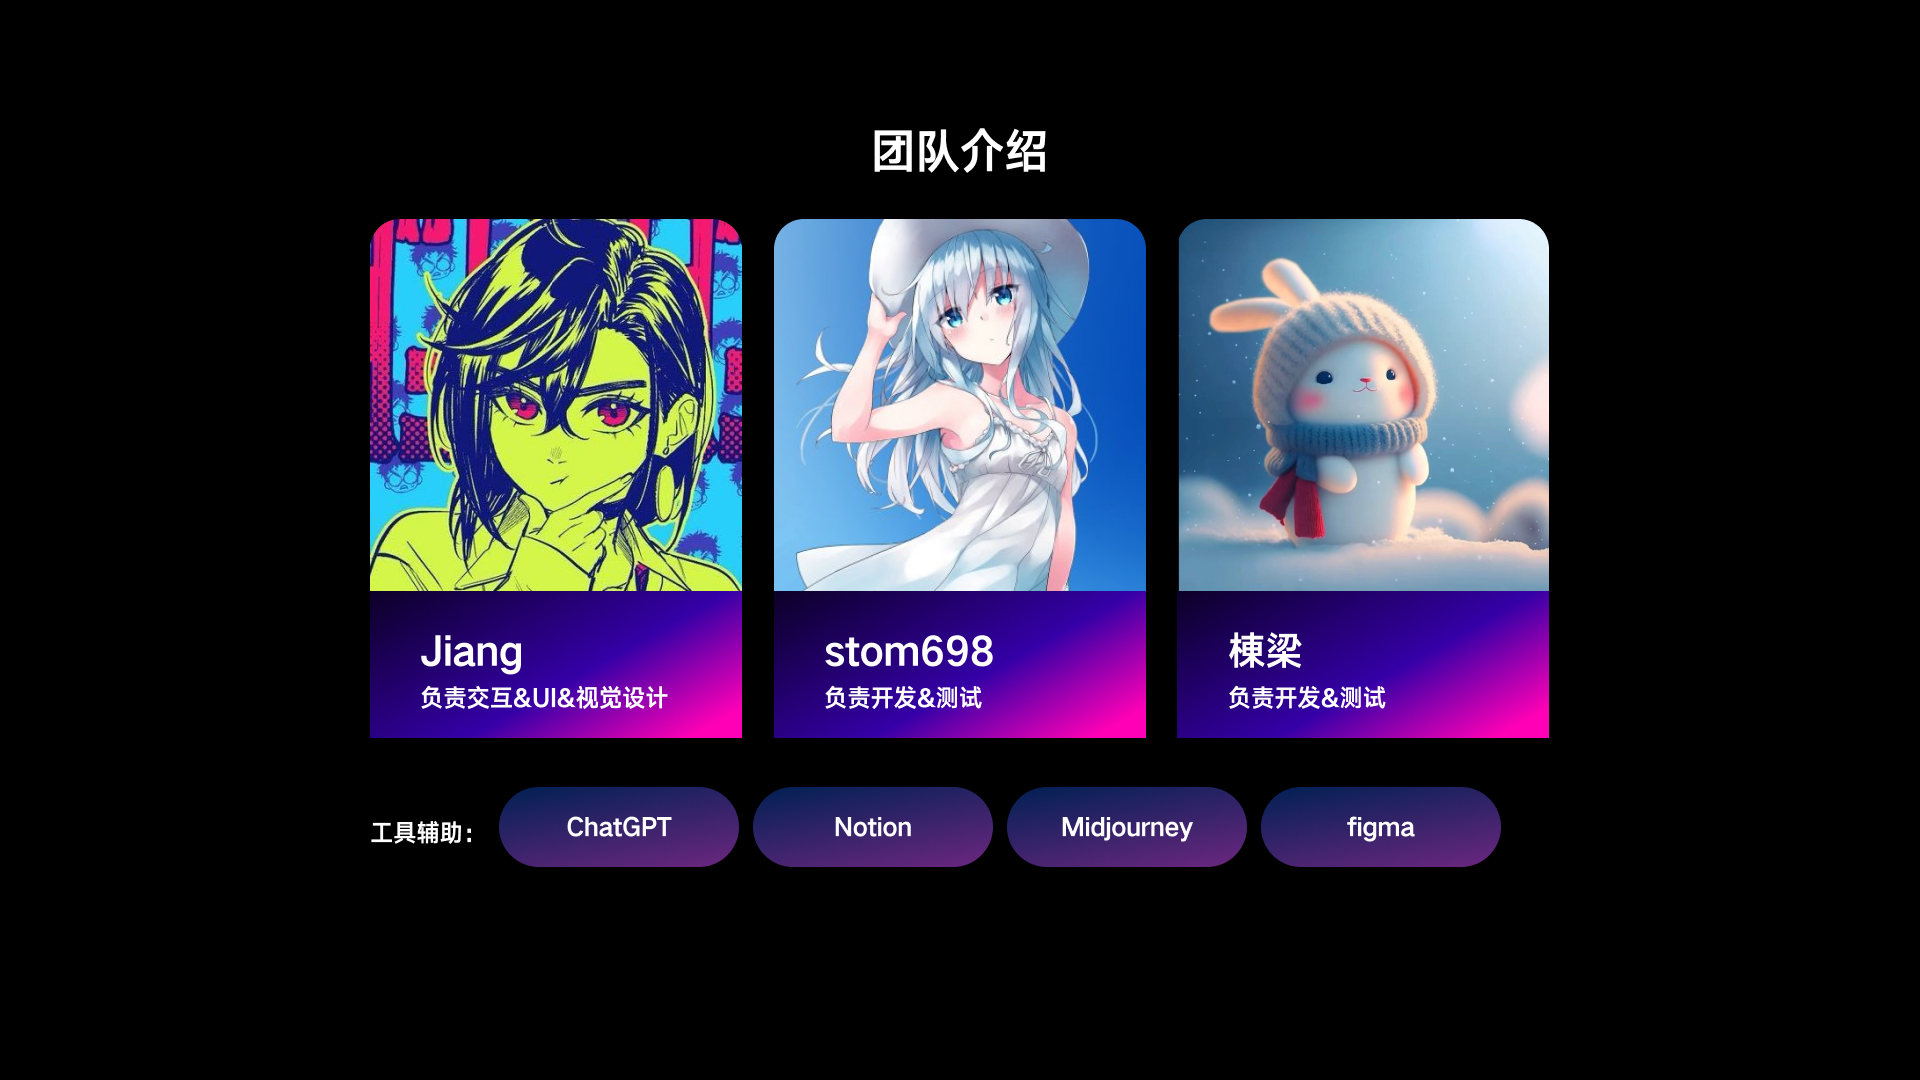 团队介绍
Jiang
负责交互&UI&视觉设计
stom698
负责开发&测试
棟梁
负责开发&测试
工具辅助：
ChatGPT
Notion
Midjourney
figma